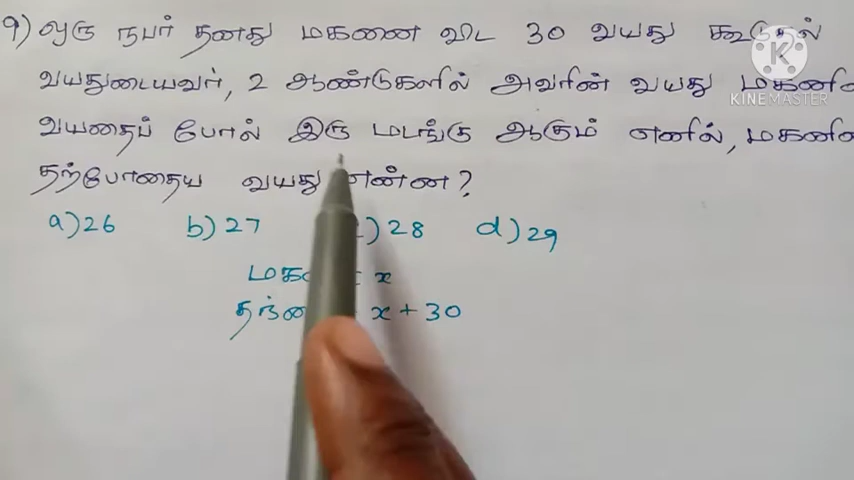 9) ஒரு நபர் தனது மகனை விட 30 வயது கூடுதல்
வயதுடையவர், 2 ஆண்டுகளில் அவரின் வயது
வயதைப் போல் இரு மடங்கு ஆகும் எனில்,
தற்போதைய வயது என்ன?
a) 26 b) 27 28 d) 29
x
x + 30
KINEMASTER